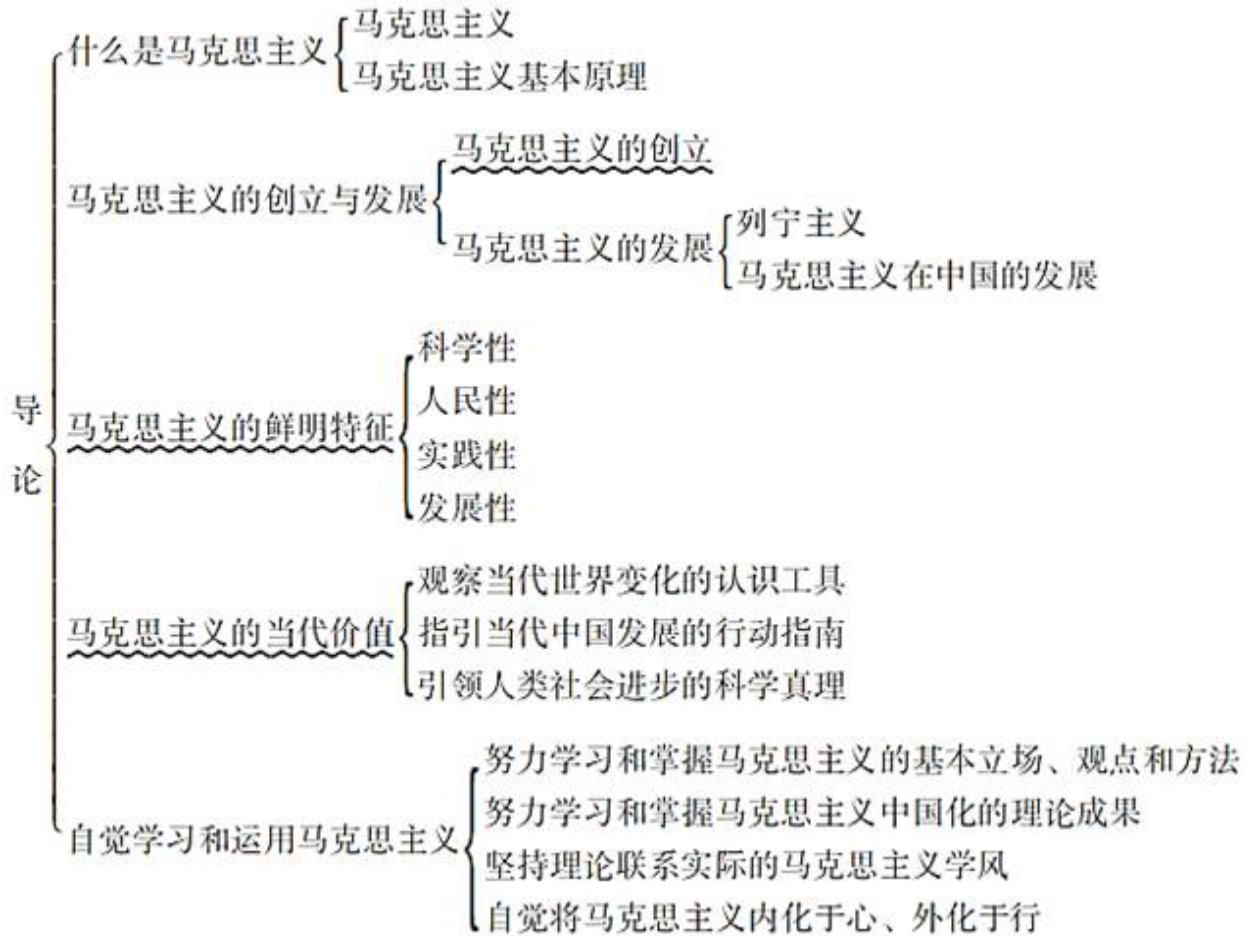 导论
什么是马克思主义
马克思主义
马克思主义基本原理
马克思主义的创立与发展
马克思主义的创立
马克思主义的发展
列宁主义
马克思主义在中国的发展
马克思主义的鲜明特征
科学性
人民性
实践性
发展性
马克思主义的当代价值
观察当代世界变化的认识工具
指引当代中国发展的行动指南
引领人类社会进步的科学真理
自觉学习和运用马克思主义
努力学习和掌握马克思主义的基本立场、观点和方法
努力学习和掌握马克思主义中国化的理论成果
坚持理论联系实际的马克思主义学风
自觉将马克思主义内化于心、外化于行